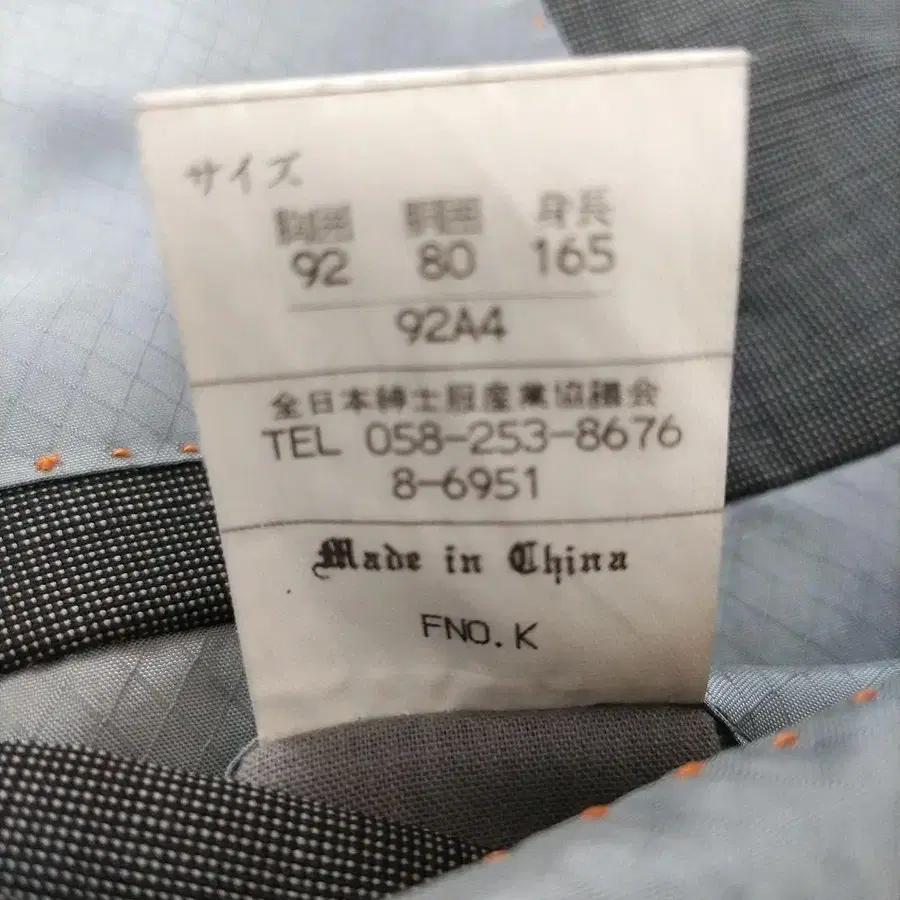 サイズ
胸囲 胴囲 身長
92 80 165
92A4
全日本紳士服産業協議会
TEL 058-253-8676
8-6951
Made in China
FNO.K